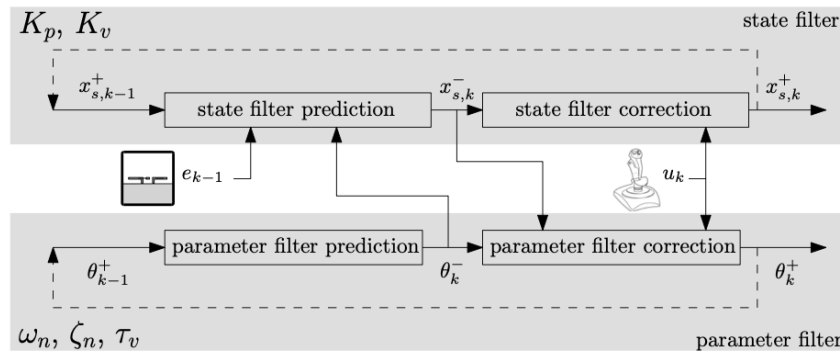 K_p, K_v
state filter
x^+_{s,k-1}
state filter prediction
x^-_{s,k}
state filter correction
x^+_{s,k}
e_{k-1}
u_k
θ^+_{k-1}
parameter filter prediction
θ^-_k
parameter filter correction
θ^+_k
ω_n, ζ_n, τ_v
parameter filter